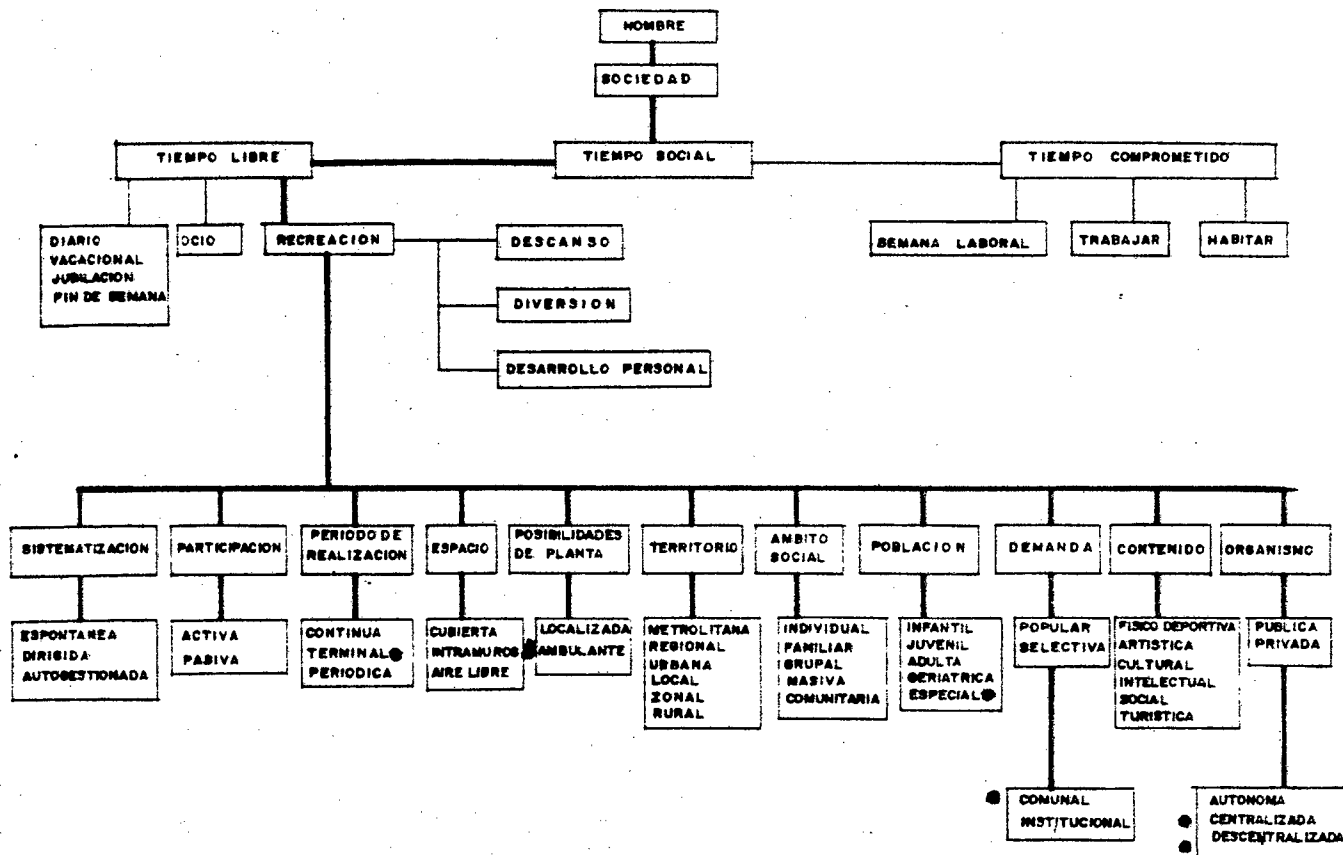 HOMBRE
SOCIEDAD
TIEMPO LIBRE
TIEMPO SOCIAL
TIEMPO COMPROMETIDO
DIARIO
VACACIONAL
JUBILACION
FIN DE SEMANA
OCIO
RECREACION
DESCANSO
DIVERSION
DESARROLLO PERSONAL
SEMANA LABORAL
TRABAJAR
HABITAR
SISTEMATIZACION
PARTICIPACION
PERIODO DE
REALIZACION
ESPACIO
POSIBILIDADES
DE PLANTA
TERRITORIO
AMBITO
SOCIAL
POBLACION
DEMANDA
CONTENIDO
ORGANISMO
ESPONTANEA
DIRIGIDA
AUTOGESTIONADA
ACTIVA
PASIVA
CONTINUA
TERMINAL
PERIODICA
CUBIERTA
INTRAMUROS
AIRE LIBRE
LOCALIZADA
AMBULANTE
METROLITANA
REGIONAL
URBANA
LOCAL
ZONAL
RURAL
INDIVIDUAL
FAMILIAR
GRUPAL
MASIVA
COMUNITARIA
INFANTIL
JUVENIL
ADULTA
GERIATRICA
ESPECIAL
POPULAR
SELECTIVA
FISICO DEPORTIVA
ARTISTICA
CULTURAL
INTELECTUAL
SOCIAL
TURISTICA
PUBLICA
PRIVADA
COMUNAL
INSTITUCIONAL
AUTONOMA
CENTRALIZADA
DESCENTRALIZADA